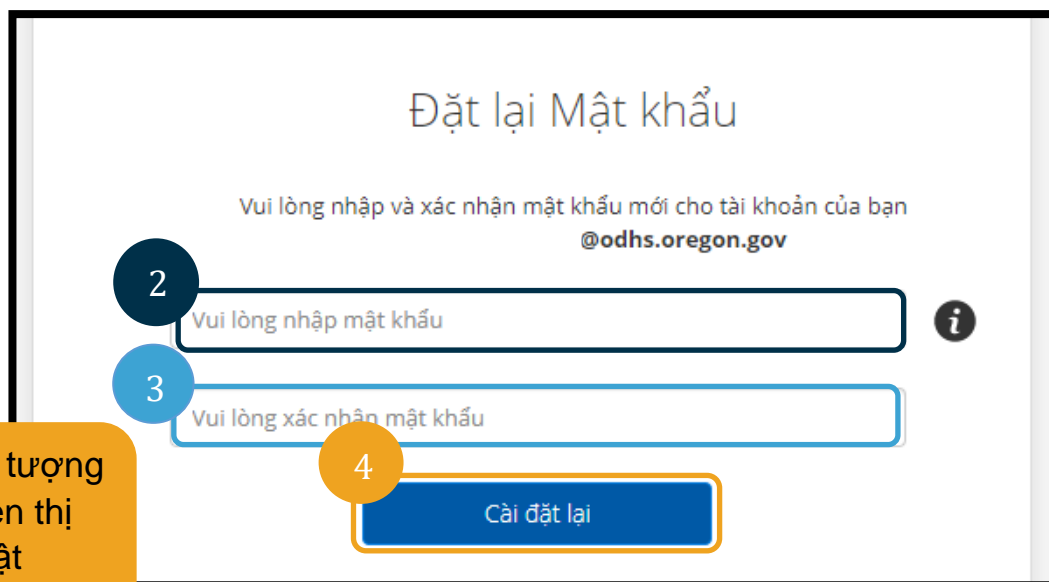 Đặt lại Mật khẩu
Vui lòng nhập và xác nhận mật khẩu mới cho tài khoản của bạn
@odhs.oregon.gov
2
Vui lòng nhập mật khẩu
i
3
Vui lòng xác nhận mật khẩu
4
Cài đặt lại
tượng
thị